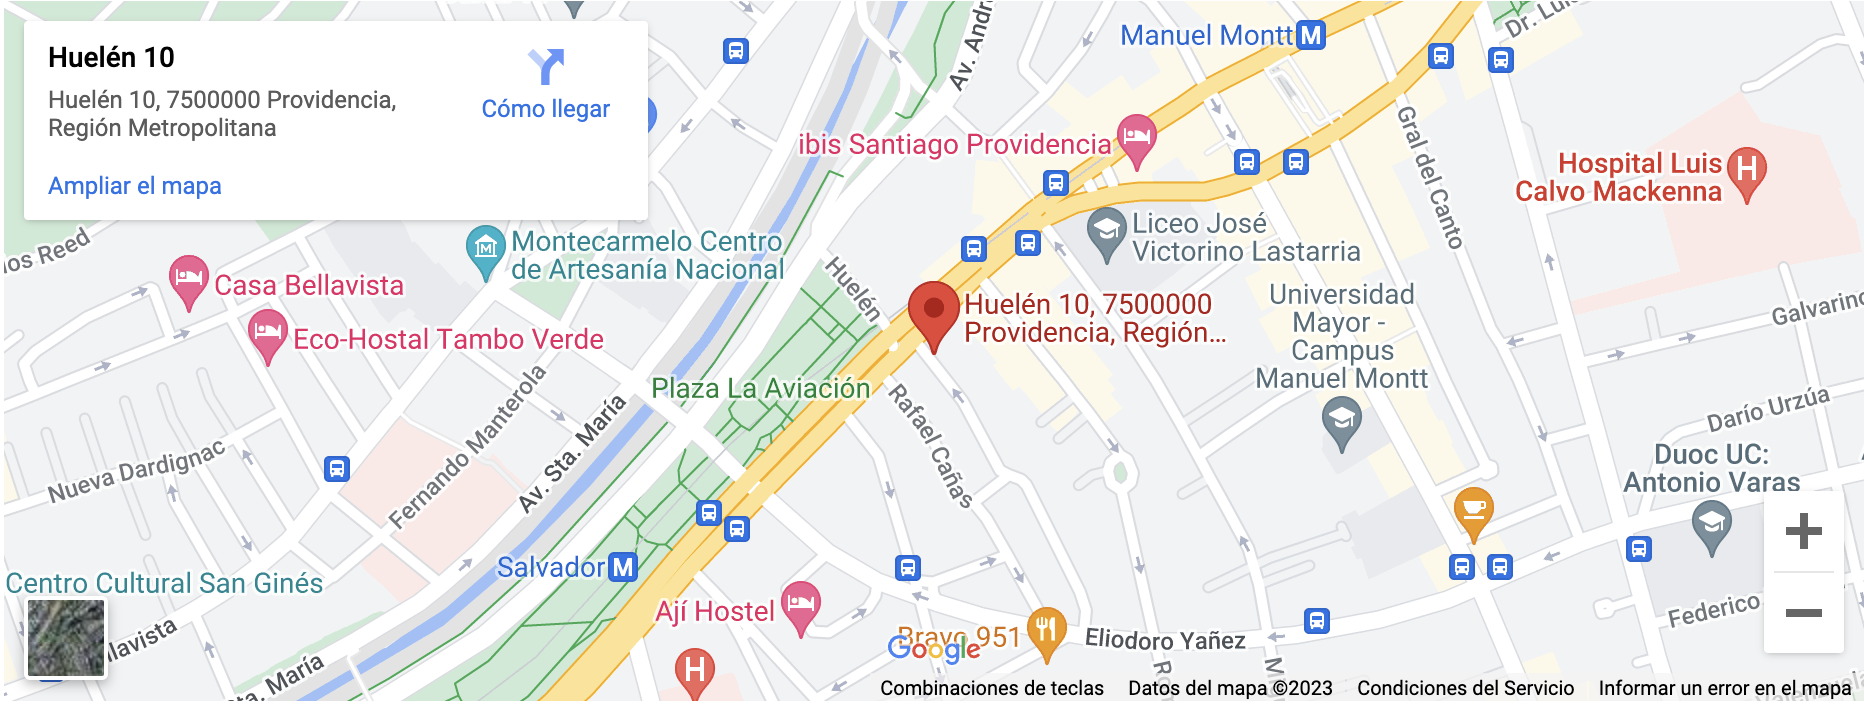 Huelén 10
Huelén 10, 7500000 Providencia,
Región Metropolitana
Cómo llegar
Ampliar el mapa
Manuel Montt M
Av. André
ibis Santiago Providencia
Gral del Canto
Hospital Luis
Calvo Mackenna
H
os Reed
Montecarmelo Centro
de Artesanía Nacional
Liceo José
Victorino Lastarria
Casa Bellavista
Huelén
Huelén 10, 7500000
Providencia, Región...
Universidad
Mayor -
Campus
Manuel Montt
Galvarino
Eco-Hostal Tambo Verde
Plaza La Aviación
Fernando Manterola
Av. Sta. María
Rafael Cañas
Darío Urzúa
Nueva Dardignac
Duoc UC:
Antonio Varas
Salvador M
Centro Cultural San Ginés
Ají Hostel
Federico
Bravo 951
Eliodoro Yañez
llavista
ta. María
H
Google
Combinaciones de teclas
Datos del mapa ©2023
Condiciones del Servicio
Informar un error en el mapa